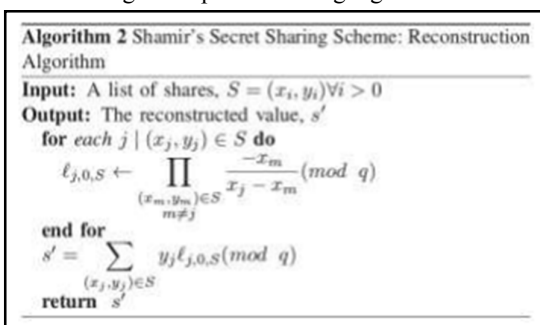 Algorithm 2 Shamir's Secret Sharing Scheme: Reconstruction
Algorithm
Input: A list of shares, S = (x_i, y_i)∀i > 0
Output: The reconstructed value, s′
for each j | (x_j, y_j) ∈ S do
ℓ_{j,0,S} ← ∏_{(x_m,y_m)∈S, m≠j} \frac{-x_m}{x_j − x_m} (mod q)
end for
s′ = ∑_{(x_j,y_j)∈S} y_j ℓ_{j,0,S} (mod q)
return s′